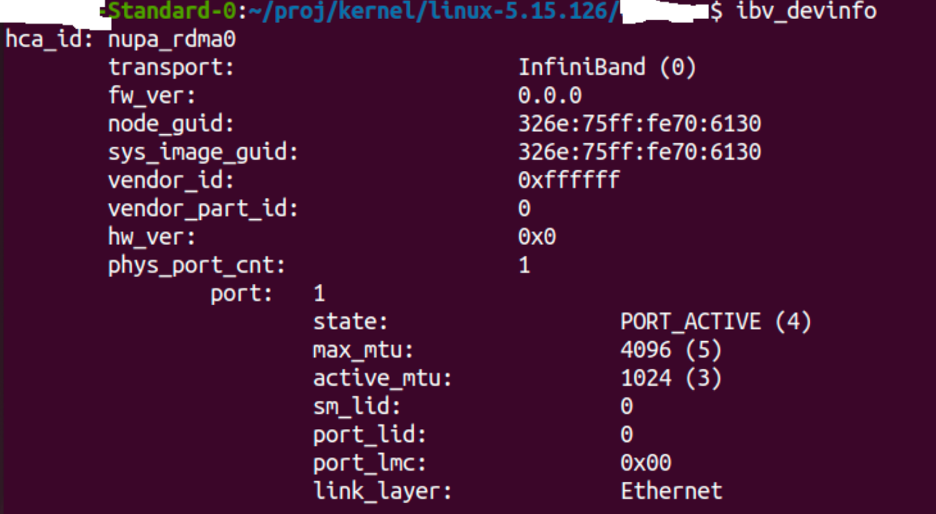 -Standard-0:~/proj/kernel/linux-5.15.126/ $ ibv_devinfo
hca_id: nupa_rdma0
transport: InfiniBand (0)
fw_ver: 0.0.0
node_guid: 326e:75ff:fe70:6130
sys_image_guid: 326e:75ff:fe70:6130
vendor_id: 0xffffff
vendor_part_id: 0
hw_ver: 0x0
phys_port_cnt: 1
port: 1
state: PORT_ACTIVE (4)
max_mtu: 4096 (5)
active_mtu: 1024 (3)
sm_lid: 0
port_lid: 0
port_lmc: 0x00
link_layer: Ethernet